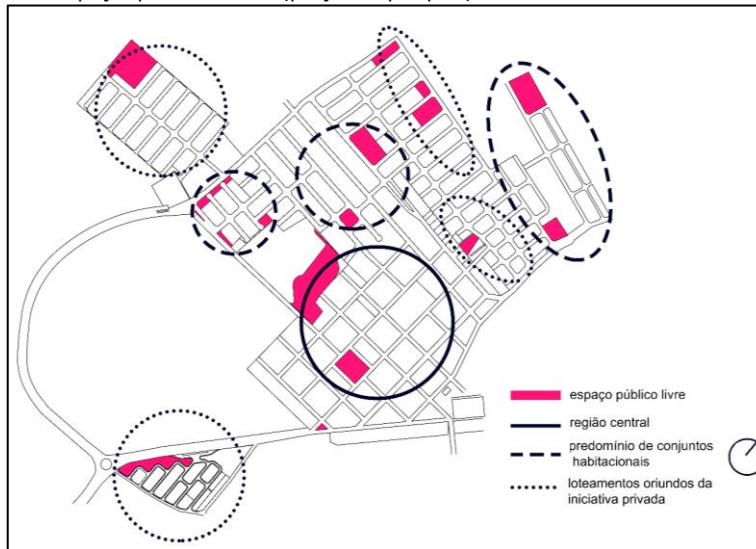 espaço público livre
região central
predomínio de conjuntos
habitacionais
loteamentos oriundos da
iniciativa privada